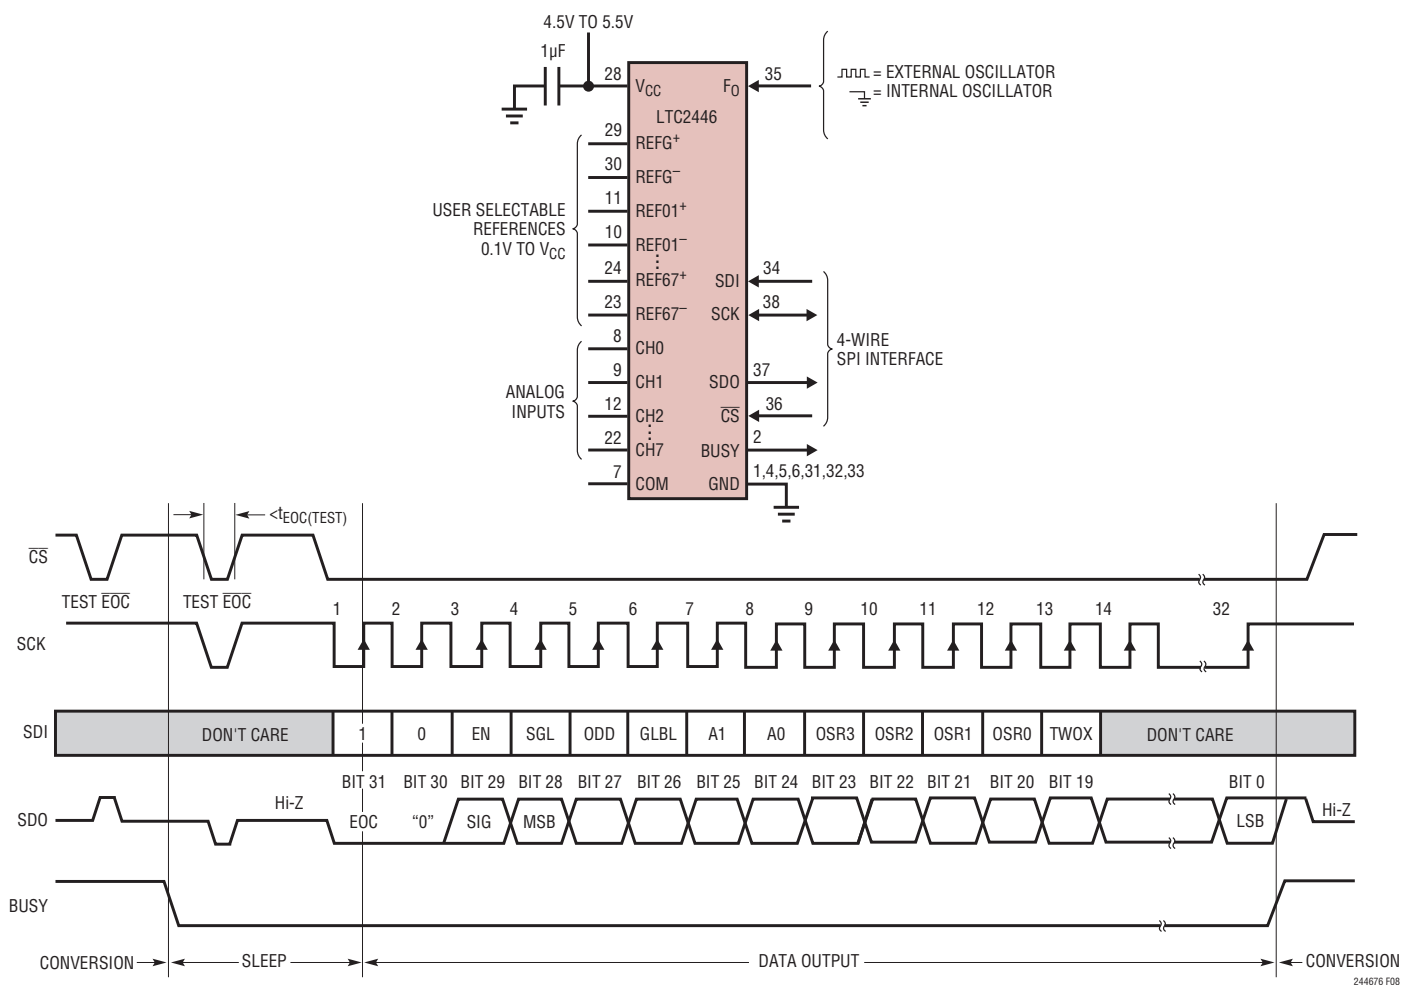 4.5V TO 5.5V
1µF
28 VCC FO 35
= EXTERNAL OSCILLATOR
= INTERNAL OSCILLATOR
LTC2446
29 REFG+
30 REFG–
11 REF01+
10 REF01–
24 REF67+
23 REF67–
USER SELECTABLE
REFERENCES
0.1V TO VCC
SDI 34
SCK 38
SDO 37
CS 36
4-WIRE
SPI INTERFACE
8 CH0
9 CH1
12 CH2
22 CH7
ANALOG
INPUTS
BUSY 2
7 COM GND 1,4,5,6,31,32,33
<tEOC(TEST)
CS
TEST EOC TEST EOC
1 2 3 4 5 6 7 8 9 10 11 12 13 14 32
SCK
SDI DON'T CARE 1 0 EN SGL ODD GLBL A1 A0 OSR3 OSR2 OSR1 OSR0 TWOX DON'T CARE
BIT 31 BIT 30 BIT 29 BIT 28 BIT 27 BIT 26 BIT 25 BIT 24 BIT 23 BIT 22 BIT 21 BIT 20 BIT 19 BIT 0
SDO Hi-Z EOC “0” SIG MSB LSB Hi-Z
BUSY
CONVERSION SLEEP DATA OUTPUT CONVERSION
244676 F08